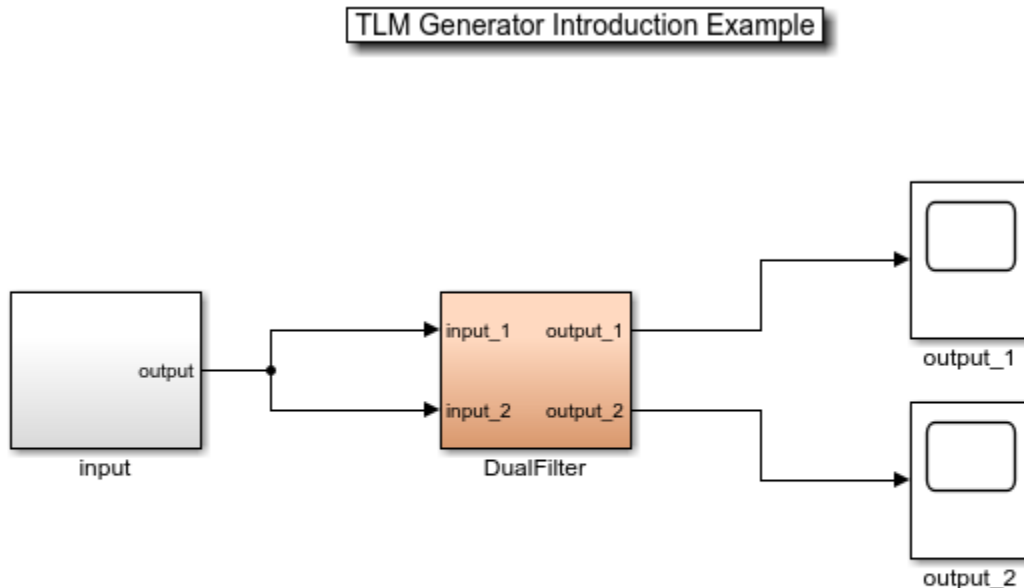 TLM Generator Introduction Example
output
input
input_1
output_1
input_2
output_2
DualFilter
output_1
output_2